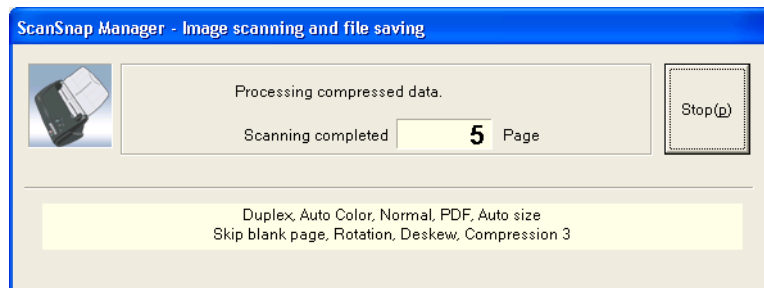 ScanSnap Manager - Image scanning and file saving
Processing compressed data.
Stop(p)
Scanning completed 5 Page
Duplex, Auto Color, Normal, PDF, Auto size
Skip blank page, Rotation, Deskew, Compression 3